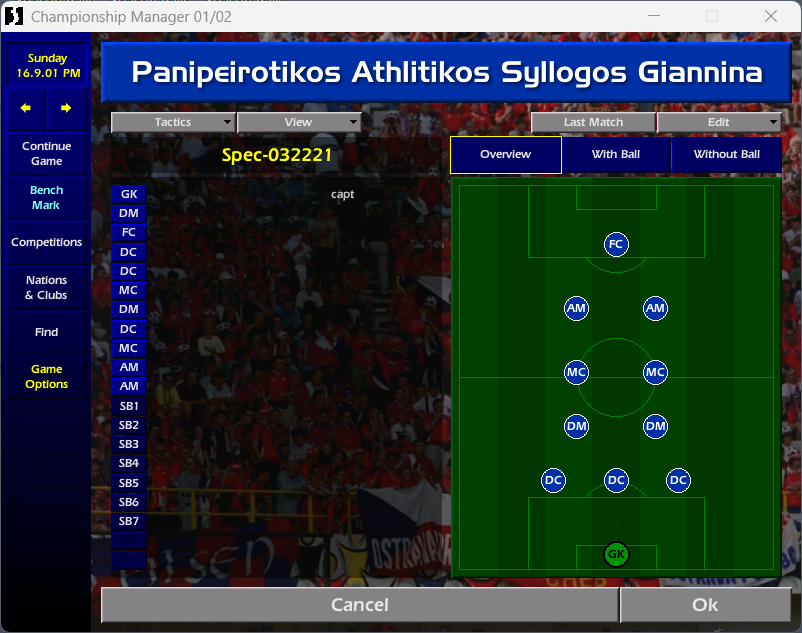 Championship Manager 01/02
Sunday
16.9.01 PM
Panipeirotikos Athlitikos Syllogos Giannina
Continue
Game
Bench
Mark
Competitions
Nations
& Clubs
Find
Game
Options
Tactics
View
Last Match
Edit
Spec-032221
Overview
With Ball
Without Ball
GK
capt
DM
FC
DC
DC
MC
DM
DC
MC
AM
AM
SB1
SB2
SB3
SB4
SB5
SB6
SB7
FC
AM AM
MC MC
DM DM
DC DC DC
GK
Cancel
Ok